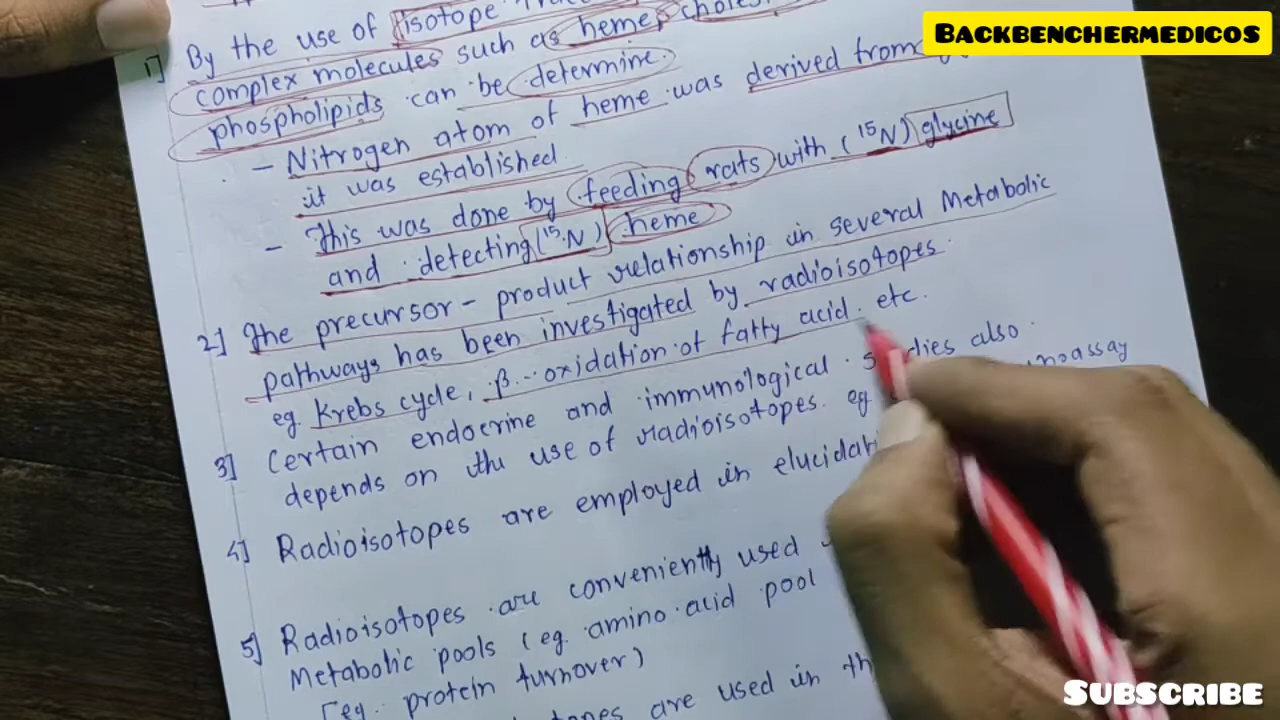 BACKBENCHERMEDICOS
1] By the use of isotope
complex molecules such as heme,
phospholipids can be determine.
- Nitrogen atom of heme was derived from
it was established.
- This was done by feeding rats with (15N) glycine
and detecting (15N) heme
2] The precursor - product relationship in several Metabolic
pathways has been investigated by radioisotopes.
eg. Krebs cycle, β-oxidation of fatty acid. etc.
3] Certain endocrine and immunological studies also
depends on the use of radioisotopes. eg
4] Radioisotopes are employed in
5] Radioisotopes are conveniently used
Metabolic pools (eg. amino acid pool
[eg. protein turnover)
are used in
SUBSCRIBE